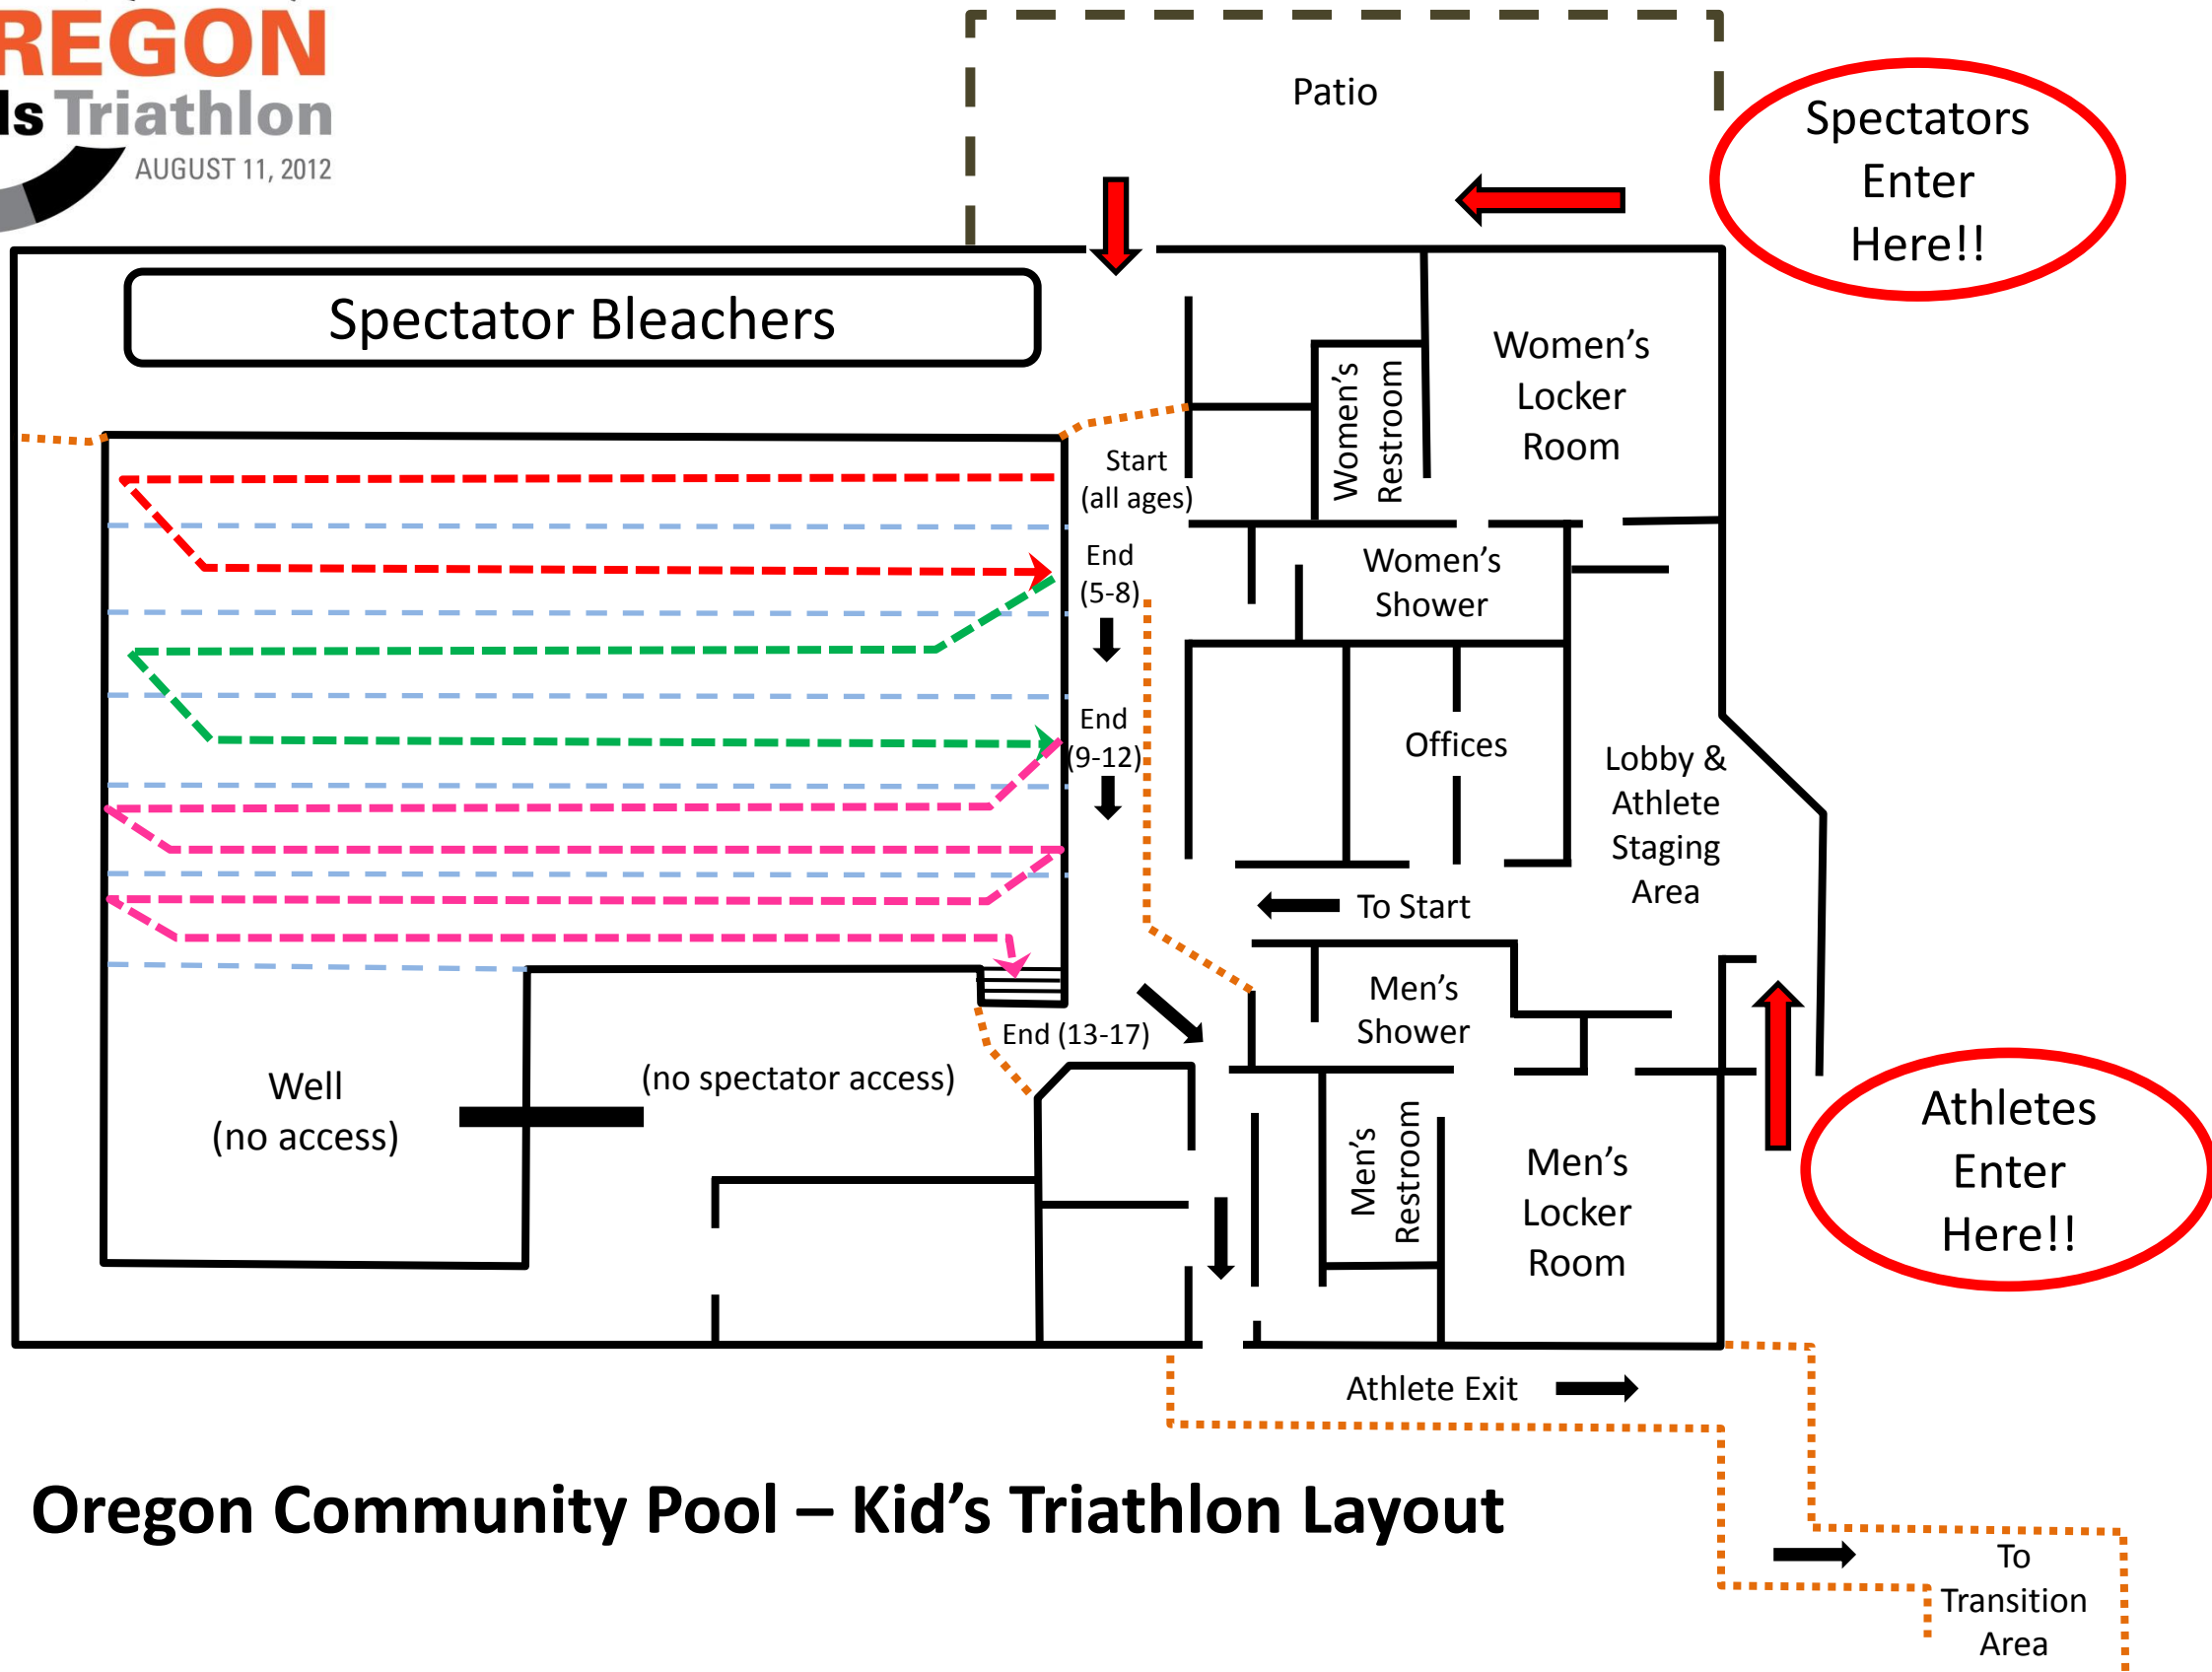 REGON
ls Triathlon
AUGUST 11, 2012
Patio
Spectators
Enter
Here!!
Spectator Bleachers
Women's
Locker
Room
Women's
Restroom
Start
(all ages)
End
(5-8)
Women's
Shower
End
(9-12)
Offices
Lobby &
Athlete
Staging
Area
To Start
Men's
Shower
End (13-17)
Well
(no access)
(no spectator access)
Men's
Restroom
Men's
Locker
Room
Athletes
Enter
Here!!
Athlete Exit
Oregon Community Pool – Kid's Triathlon Layout
To
Transition
Area